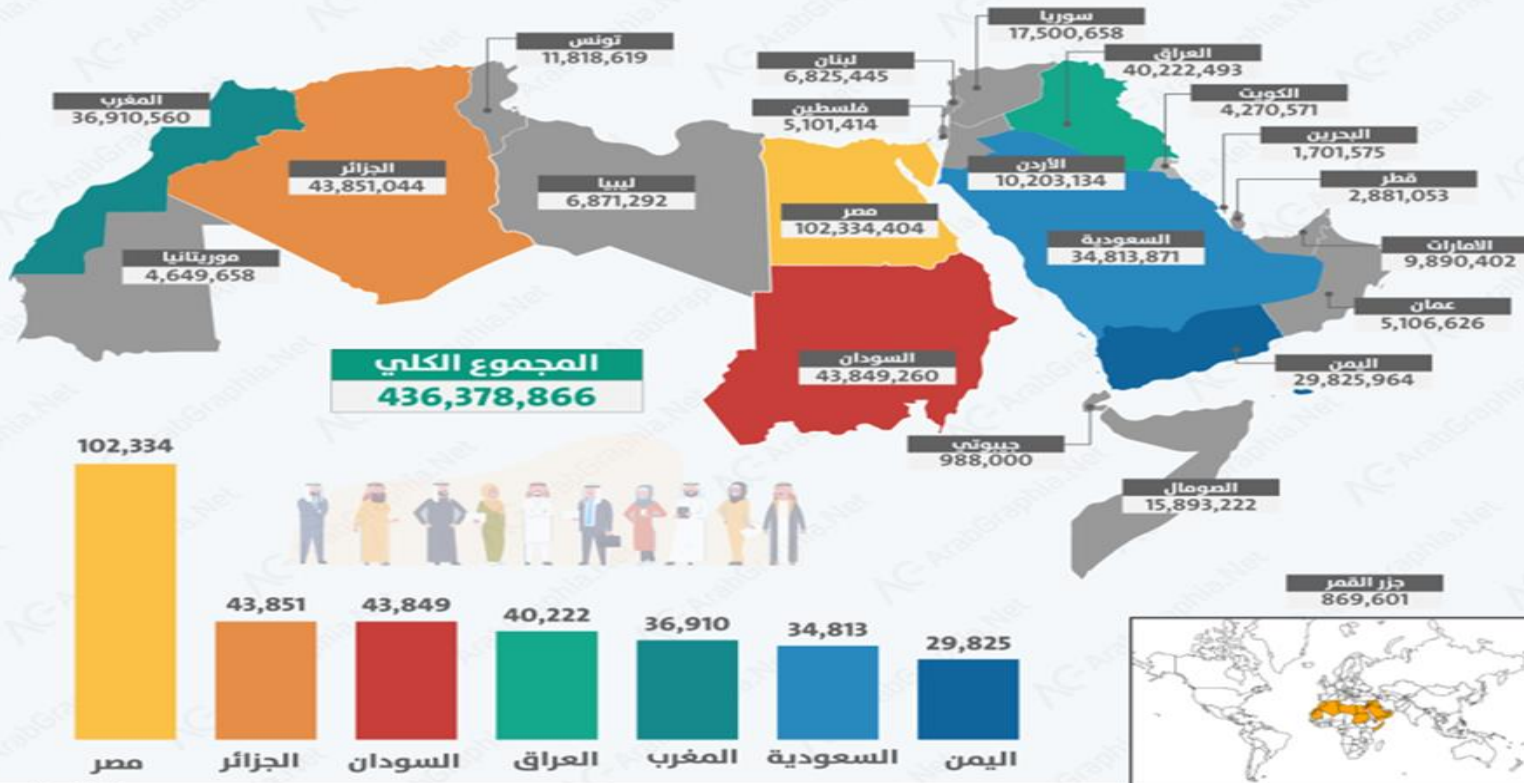 سوريا
17,500,658
تونس
11,818,619
العراق
40,222,493
لبنان
6,825,445
الكويت
4,270,571
المغرب
36,910,560
فلسطين
5,101,414
البحرين
1,701,575
الجزائر
43,851,044
الأردن
10,203,134
قطر
2,881,053
ليبيا
6,871,292
مصر
102,334,404
السعودية
34,813,871
الامارات
9,890,402
موريتانيا
4,649,658
عمان
5,106,626
السودان
43,849,260
اليمن
29,825,964
المجموع الكلي
436,378,866
جيبوتي
988,000
الصومال
15,893,222
جزر القمر
869,601
102,334
43,851
43,849
40,222
36,910
34,813
29,825
مصر
الجزائر
السودان
العراق
المغرب
السعودية
اليمن
AG-ArabGraphia.Net